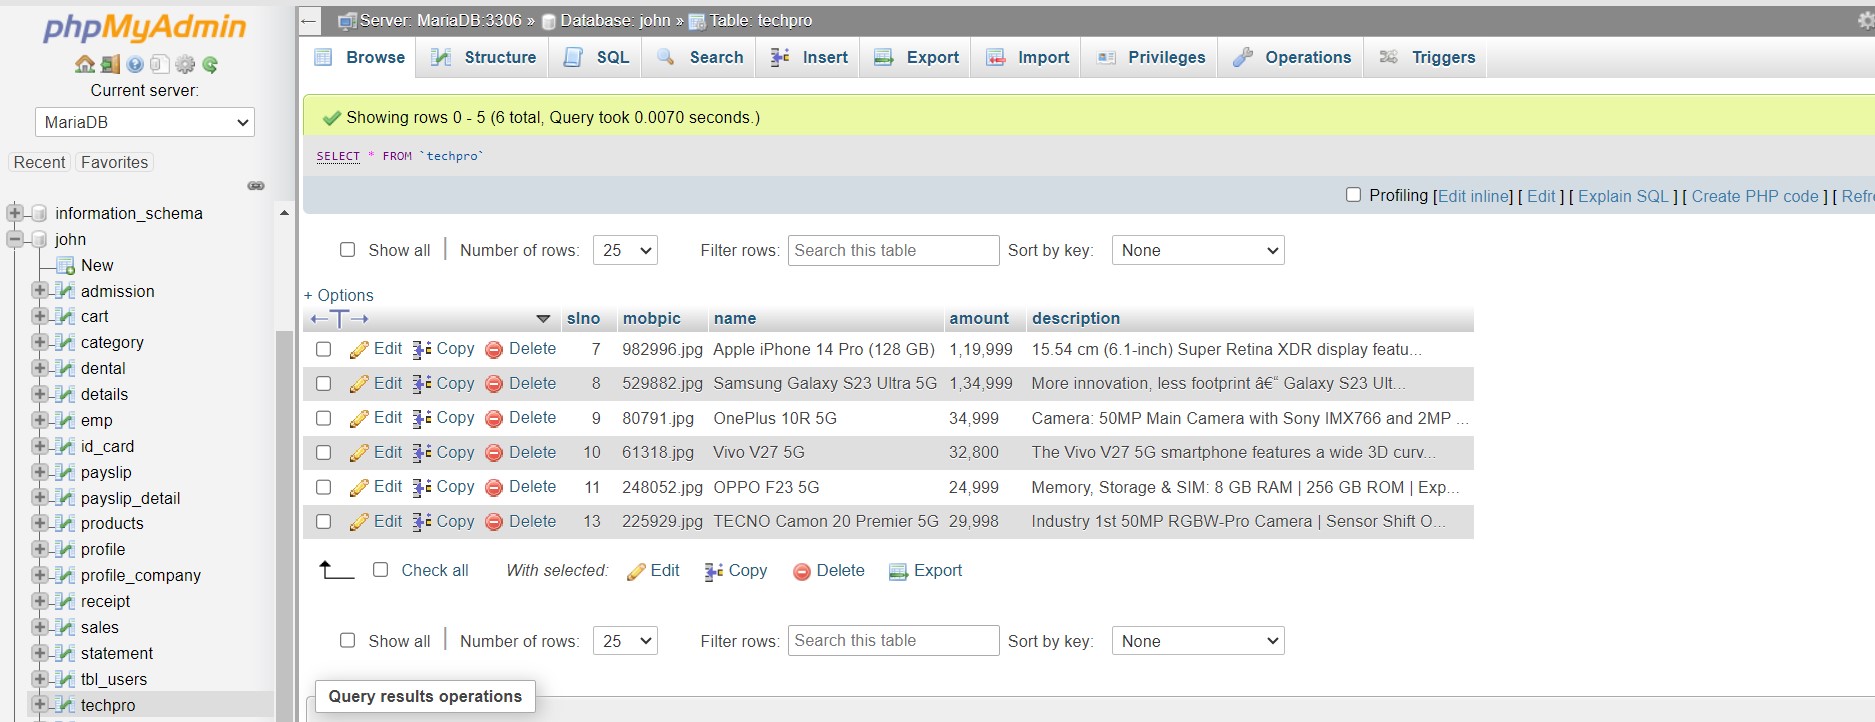 phpMyAdmin
Current server:
MariaDB
Recent Favorites
information_schema
john
New
admission
cart
category
dental
details
emp
id_card
payslip
payslip_detail
products
profile
profile_company
receipt
sales
statement
tbl_users
techpro
Server: MariaDB:3306 » Database: john » Table: techpro
Browse Structure SQL Search Insert Export Import Privileges Operations Triggers
Showing rows 0 - 5 (6 total, Query took 0.0070 seconds.)
SELECT * FROM `techpro`
Profiling [Edit inline] [ Edit ] [ Explain SQL ] [ Create PHP code ] [ Refr
Show all Number of rows: 25 Filter rows: Search this table Sort by key: None
+ Options
←T→ slno mobpic name amount description
Edit Copy Delete 7 982996.jpg Apple iPhone 14 Pro (128 GB) 1,19,999 15.54 cm (6.1-inch) Super Retina XDR display featu...
Edit Copy Delete 8 529882.jpg Samsung Galaxy S23 Ultra 5G 1,34,999 More innovation, less footprint â€“ Galaxy S23 Ult...
Edit Copy Delete 9 80791.jpg OnePlus 10R 5G 34,999 Camera: 50MP Main Camera with Sony IMX766 and 2MP ...
Edit Copy Delete 10 61318.jpg Vivo V27 5G 32,800 The Vivo V27 5G smartphone features a wide 3D curv...
Edit Copy Delete 11 248052.jpg OPPO F23 5G 24,999 Memory, Storage & SIM: 8 GB RAM | 256 GB ROM | Exp...
Edit Copy Delete 13 225929.jpg TECNO Camon 20 Premier 5G 29,998 Industry 1st 50MP RGBW-Pro Camera | Sensor Shift O...
Check all With selected: Edit Copy Delete Export
Show all Number of rows: 25 Filter rows: Search this table Sort by key: None
Query results operations